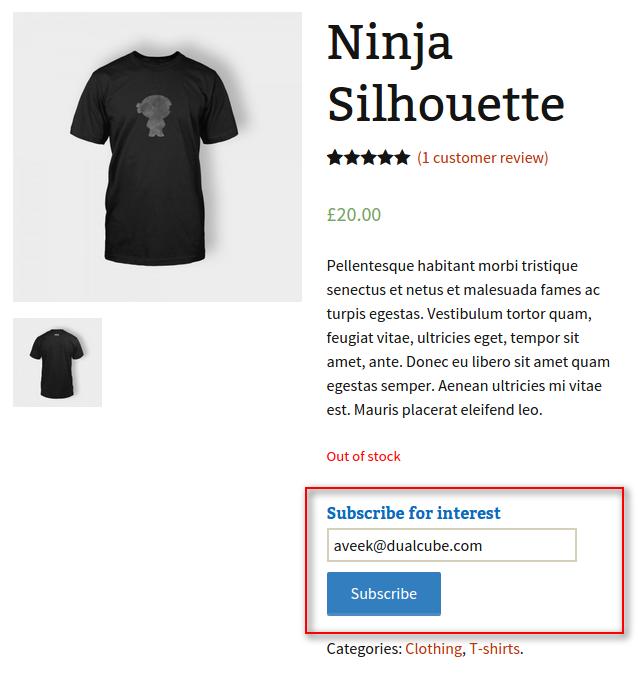 Ninja
Silhouette
(1 customer review)
£20.00
Pellentesque habitant morbi tristique
senectus et netus et malesuada fames ac
turpis egestas. Vestibulum tortor quam,
feugiat vitae, ultricies eget, tempor sit
amet, ante. Donec eu libero sit amet quam
egestas semper. Aenean ultricies mi vitae
est. Mauris placerat eleifend leo.
Out of stock
Subscribe for interest
aveek@dualcube.com
Subscribe
Categories: Clothing, T-shirts.